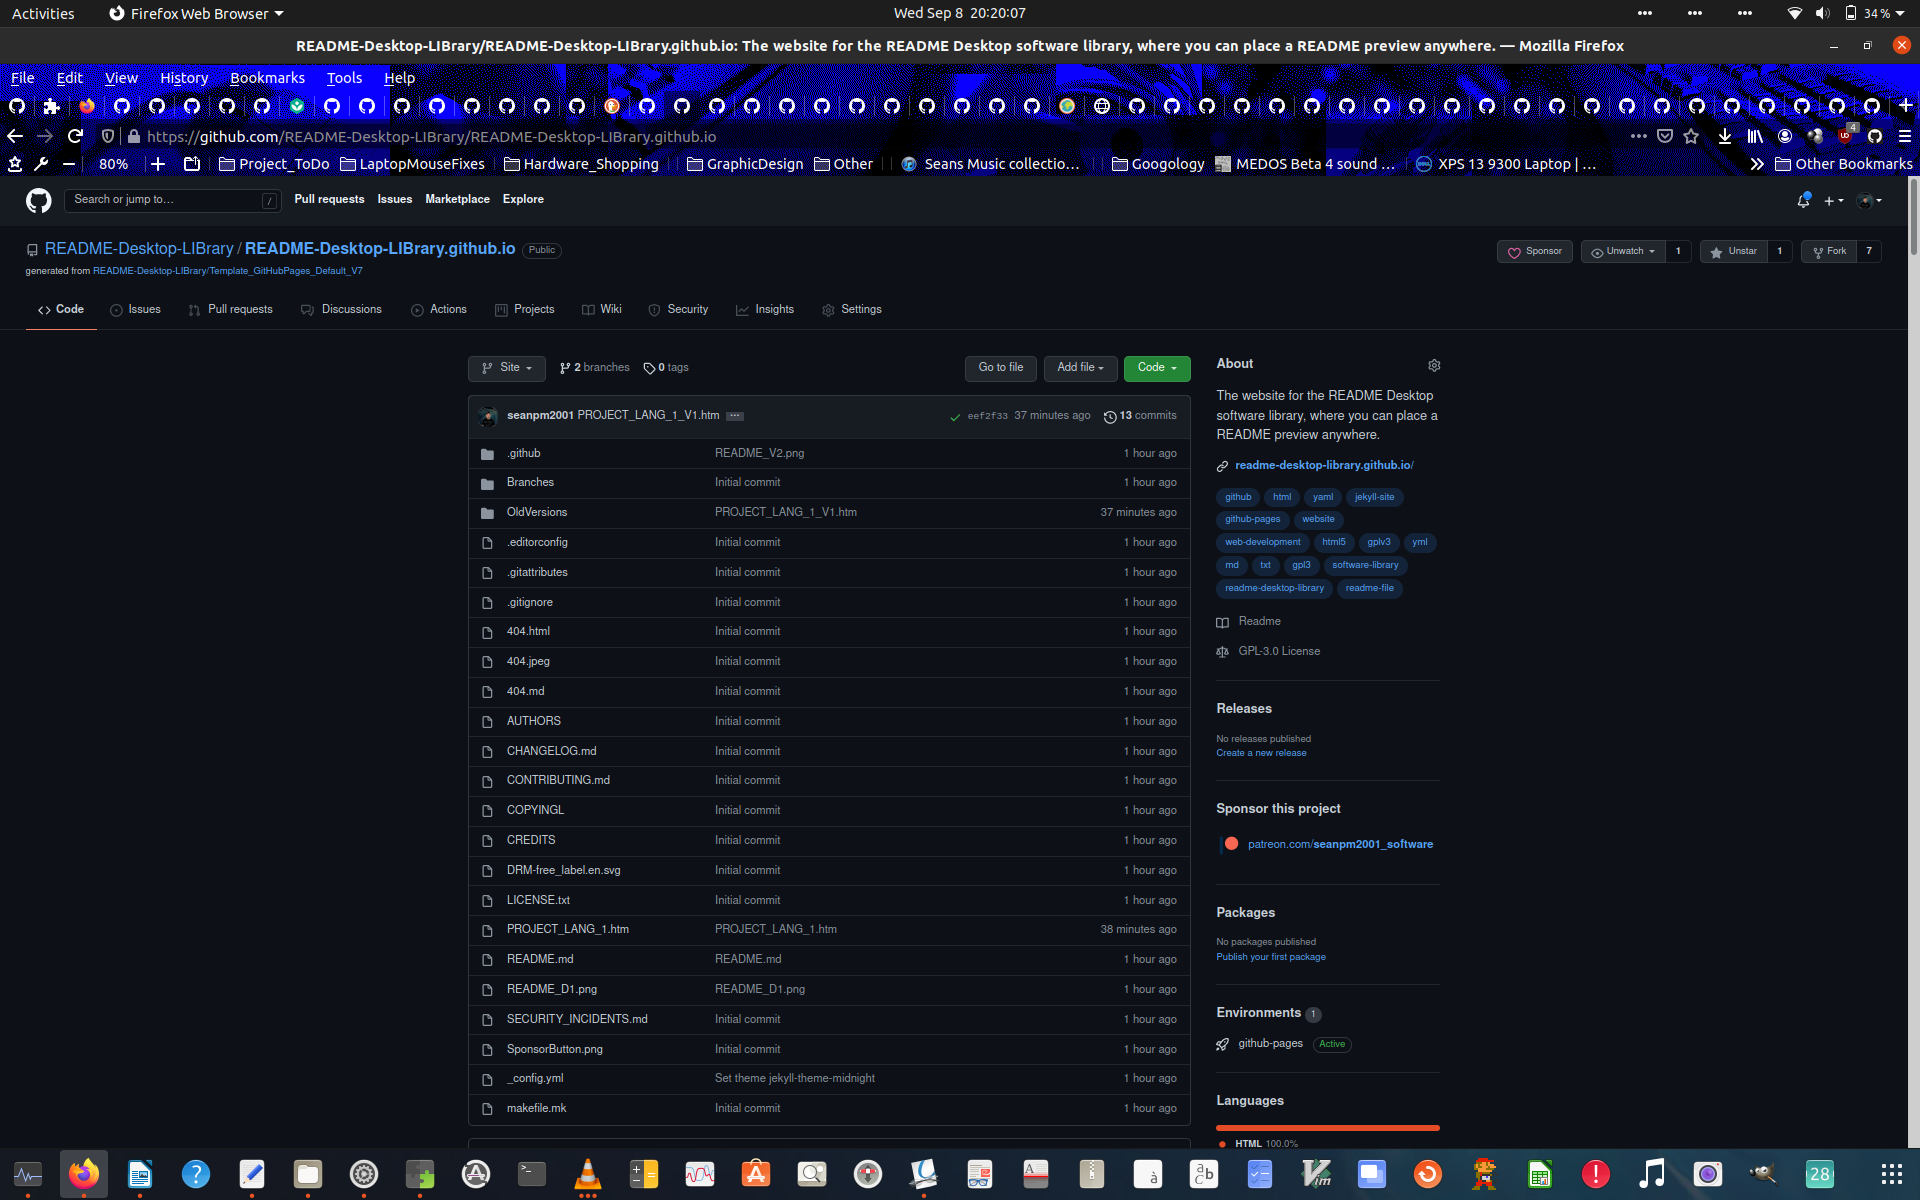 Activities Firefox Web Browser Wed Sep 8 20:20:07 34 %
README-Desktop-LIBrary/README-Desktop-LIBrary.github.io: The website for the README Desktop software library, where you can place a README preview anywhere. — Mozilla Firefox
File Edit View History Bookmarks Tools Help
https://github.com/README-Desktop-LIBrary/README-Desktop-LIBrary.github.io 4
80% Project_ToDo LaptopMouseFixes Hardware_Shopping GraphicDesign Other Seans Music collectio… Googology MEDOS Beta 4 sound … XPS 13 9300 Laptop | … Other Bookmarks
Search or jump to… / Pull requests Issues Marketplace Explore
README-Desktop-LIBrary / README-Desktop-LIBrary.github.io Public Sponsor Unwatch 1 Unstar 1 Fork 7
generated from README-Desktop-LIBrary/Template_GitHubPages_Default_V7
Code Issues Pull requests Discussions Actions Projects Wiki Security Insights Settings
Site 2 branches 0 tags Go to file Add file Code
seanpm2001 PROJECT_LANG_1_V1.htm ... eef2f33 37 minutes ago 13 commits
.github README_V2.png 1 hour ago
Branches Initial commit 1 hour ago
OldVersions PROJECT_LANG_1_V1.htm 37 minutes ago
.editorconfig Initial commit 1 hour ago
.gitattributes Initial commit 1 hour ago
.gitignore Initial commit 1 hour ago
404.html Initial commit 1 hour ago
404.jpeg Initial commit 1 hour ago
404.md Initial commit 1 hour ago
AUTHORS Initial commit 1 hour ago
CHANGELOG.md Initial commit 1 hour ago
CONTRIBUTING.md Initial commit 1 hour ago
COPYINGL Initial commit 1 hour ago
CREDITS Initial commit 1 hour ago
DRM-free_label.en.svg Initial commit 1 hour ago
LICENSE.txt Initial commit 1 hour ago
PROJECT_LANG_1.htm PROJECT_LANG_1.htm 38 minutes ago
README.md README.md 1 hour ago
README_D1.png README_D1.png 1 hour ago
SECURITY_INCIDENTS.md Initial commit 1 hour ago
SponsorButton.png Initial commit 1 hour ago
_config.yml Set theme jekyll-theme-midnight 1 hour ago
makefile.mk Initial commit 1 hour ago
About
The website for the README Desktop
software library, where you can place a
README preview anywhere.
readme-desktop-library.github.io/
github html yaml jekyll-site
github-pages website
web-development html5 gplv3 yml
md txt gpl3 software-library
readme-desktop-library readme-file
Readme
GPL-3.0 License
Releases
No releases published
Create a new release
Sponsor this project
patreon.com/seanpm2001_software
Packages
No packages published
Publish your first package
Environments 1
github-pages Active
Languages
HTML 100.0%
28